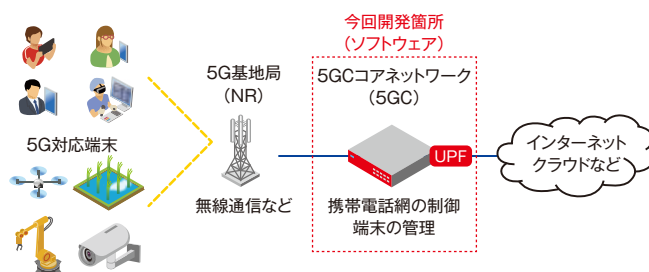 今回開発箇所
（ソフトウェア）
5G基地局
（NR）
5GCコアネットワーク
（5GC）
5G対応端末
UPF
インターネット
クラウドなど
無線通信など
携帯電話網の制御
端末の管理